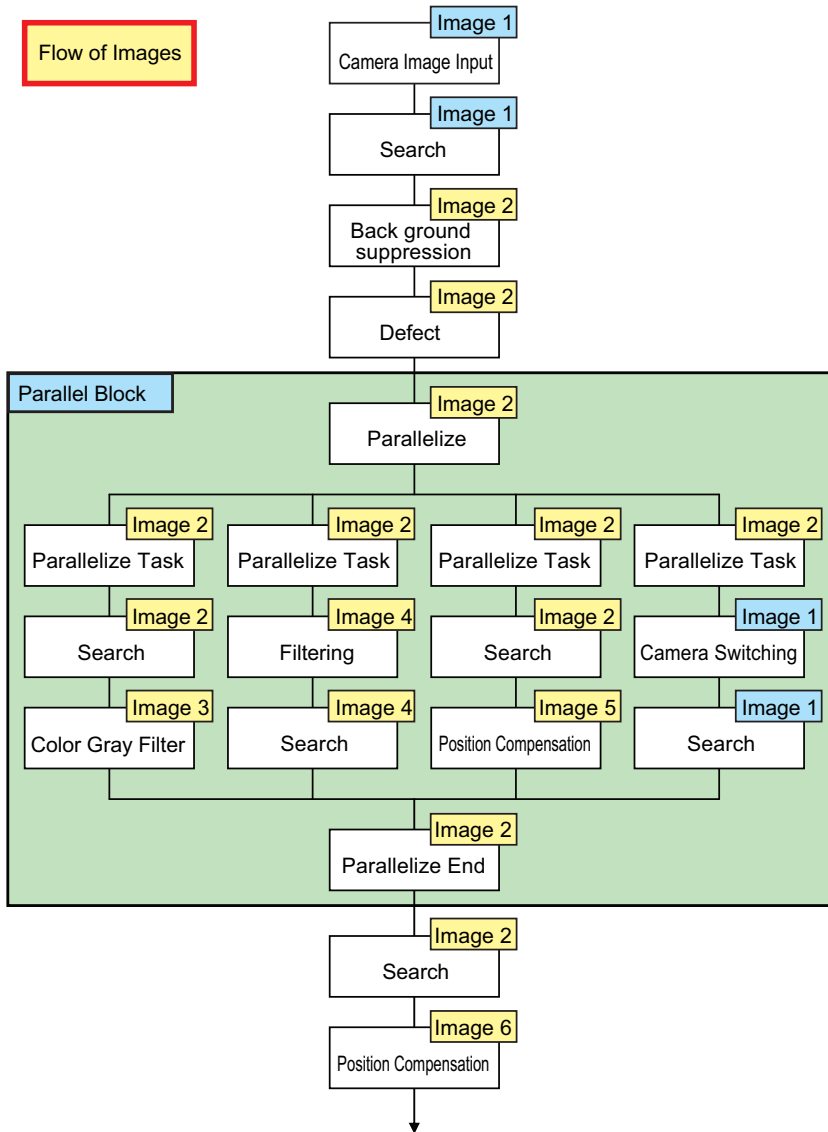 Flow of Images
Image 1
Camera Image Input
Image 1
Search
Image 2
Back ground
suppression
Image 2
Defect
Parallel Block
Image 2
Parallelize
Image 2
Image 2
Image 2
Image 2
Parallelize Task
Parallelize Task
Parallelize Task
Parallelize Task
Image 2
Image 4
Image 2
Image 1
Search
Filtering
Search
Camera Switching
Image 3
Image 4
Image 5
Image 1
Color Gray Filter
Search
Position Compensation
Search
Image 2
Parallelize End
Image 2
Search
Image 6
Position Compensation